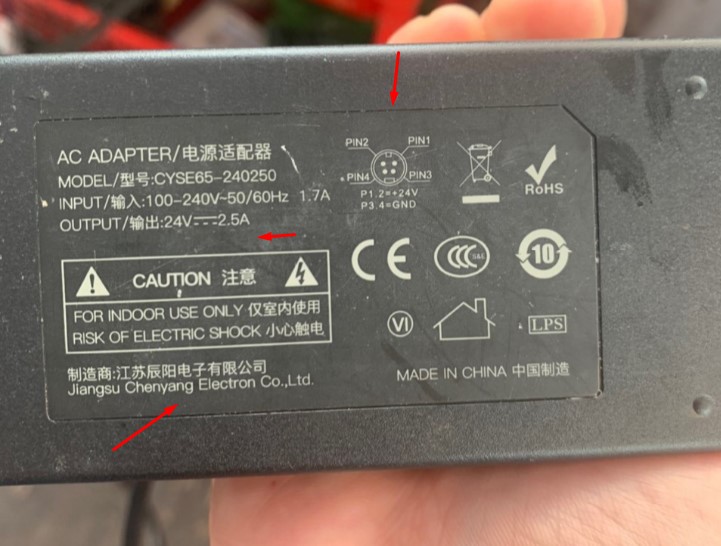 AC ADAPTER/电源适配器
MODEL/型号:CYSE65-240250
INPUT/输入:100-240V~50/60Hz 1.7A
OUTPUT/输出:24V⎓2.5A
PIN2 PIN1
PIN4 PIN3
P1.2=+24V
P3.4=GND
RoHS
CAUTION 注意
FOR INDOOR USE ONLY 仅室内使用
RISK OF ELECTRIC SHOCK 小心触电
CE
CCC S&E
10
VI
LPS
制造商:江苏辰阳电子有限公司
Jiangsu Chenyang Electron Co.,Ltd.
MADE IN CHINA 中国制造